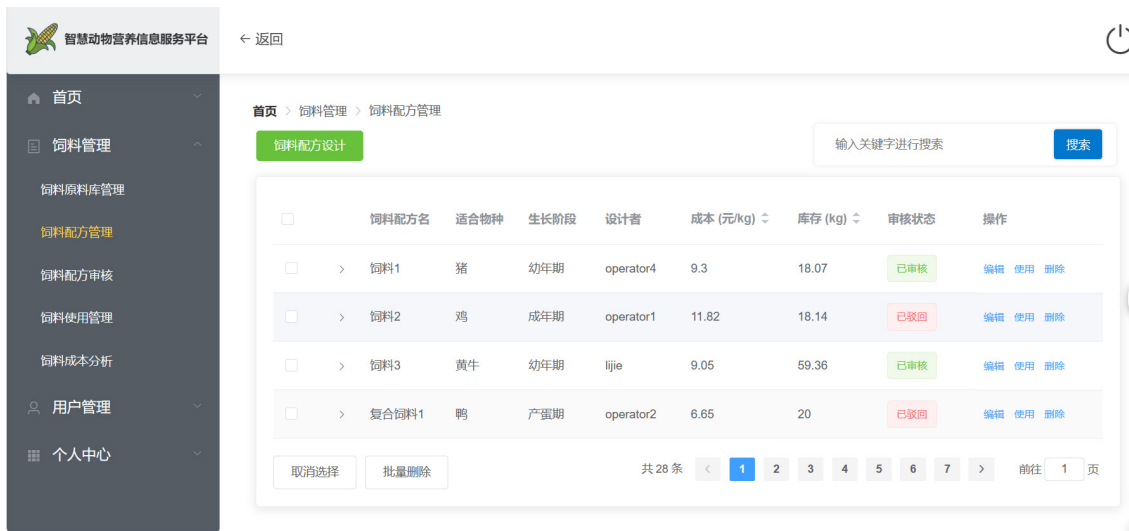 智慧动物营养信息服务平台
← 返回
首页
饲料管理
饲料原料库管理
饲料配方管理
饲料配方审核
饲料使用管理
饲料成本分析
用户管理
个人中心
首页 > 饲料管理 > 饲料配方管理
饲料配方设计
输入关键字进行搜索 搜索
饲料配方名 适合物种 生长阶段 设计者 成本 (元/kg) 库存 (kg) 审核状态 操作
> 饲料1 猪 幼年期 operator4 9.3 18.07 已审核 编辑 使用 删除
> 饲料2 鸡 成年期 operator1 11.82 18.14 已驳回 编辑 使用 删除
> 饲料3 黄牛 幼年期 lijie 9.05 59.36 已审核 编辑 使用 删除
> 复合饲料1 鸭 产蛋期 operator2 6.65 20 已驳回 编辑 使用 删除
取消选择 批量删除 共 28 条 < 1 2 3 4 5 6 7 > 前往 1 页